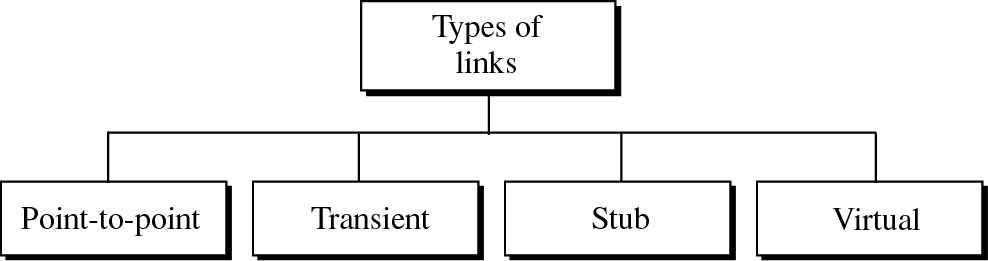 Types of
links
Point-to-point
Transient
Stub
Virtual